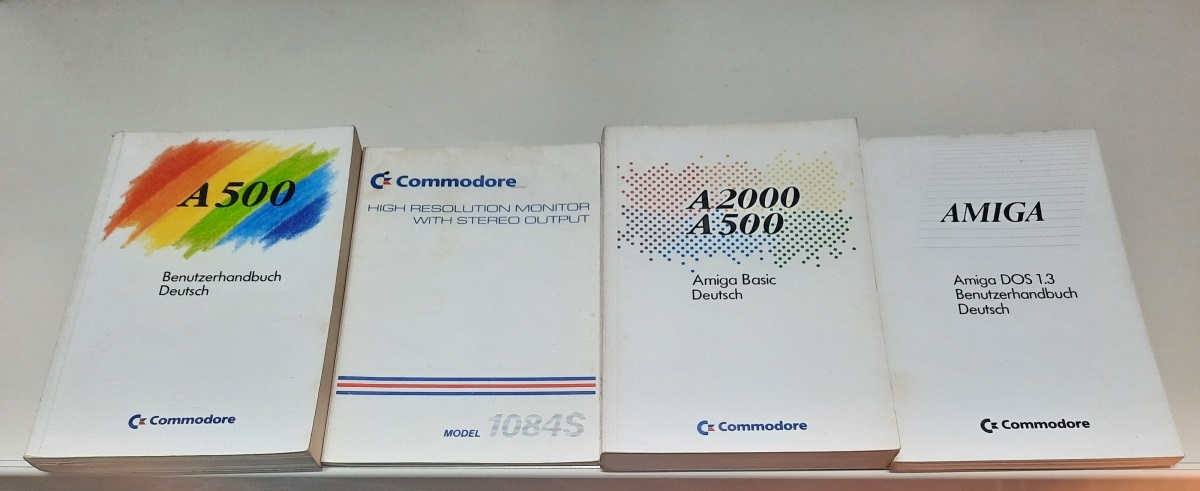 A500
Benutzerhandbuch
Deutsch
Commodore
Commodore
HIGH RESOLUTION MONITOR
WITH STEREO OUTPUT
MODEL 1084S
A2000
A500
Amiga Basic
Deutsch
Commodore
AMIGA
Amiga DOS 1.3
Benutzerhandbuch
Deutsch
Commodore